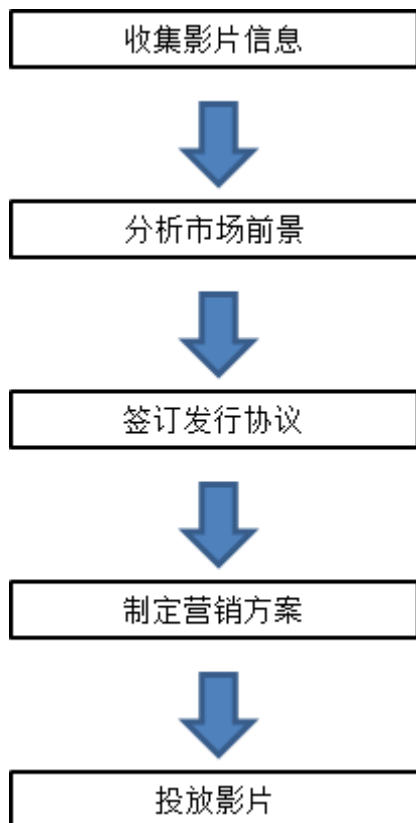 收集影片信息
分析市场前景
签订发行协议
制定营销方案
投放影片